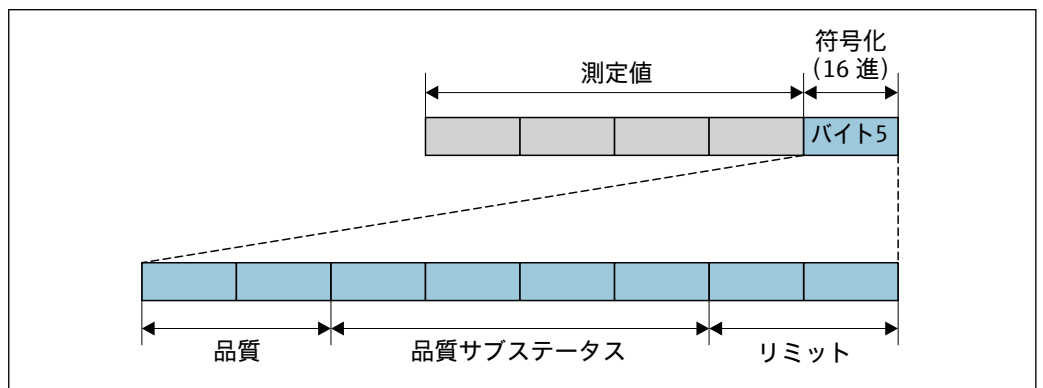 符号化
(16 進)
測定値
バイト5
品質
品質サブステータス
リミット